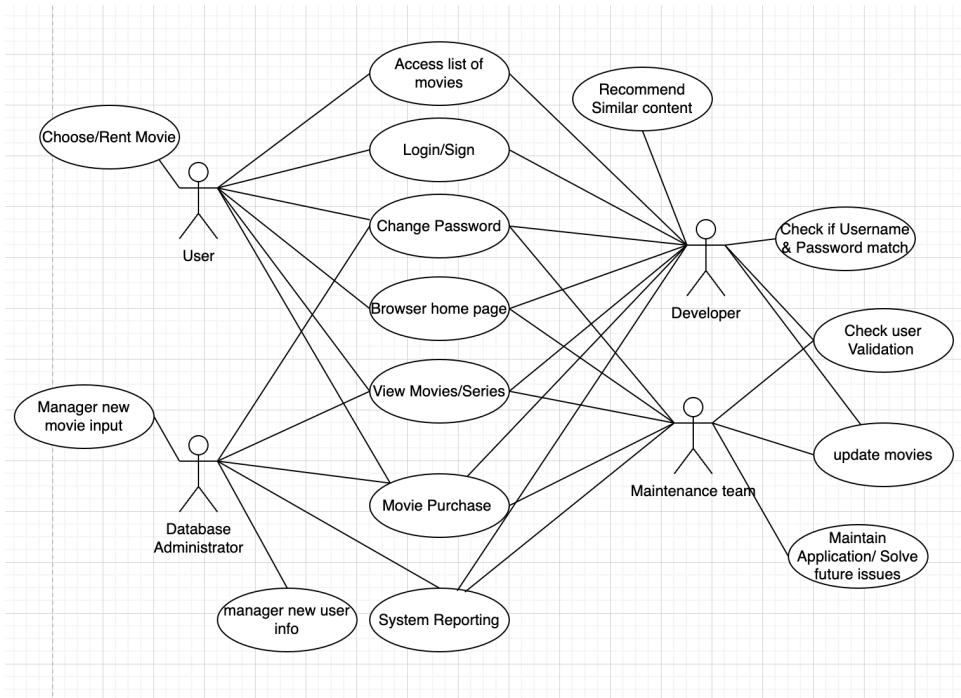 Access list of
movies
Recommend
Similar content
Choose/Rent Movie
Login/Sign
User
Change Password
Check if Username
& Password match
Developer
Browser home page
Check user
Validation
View Movies/Series
Manager new
movie input
update movies
Maintenance team
Movie Purchase
Database
Administrator
Maintain
Application/ Solve
future issues
manager new user
info
System Reporting